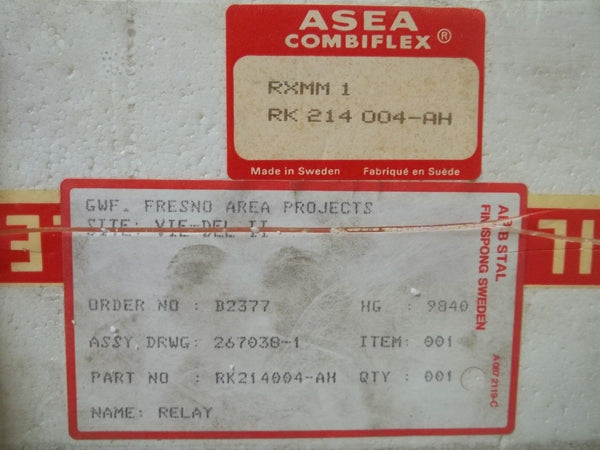 ASEA
COMBIFLEX®
RXMM 1
RK 214 004-AH
Made in Sweden Fabriqué en Suède
GWF. FRESNO AREA PROJECTS
SITE: VIE-DEL II
ORDER NO : B2377 HG : 9840
ASSY.DRWG: 267038-1 ITEM: 001
PART NO : RK214004-AH QTY : 001
NAME: RELAY
ABB STAL
FINSPONG SWEDEN
A0872119-C